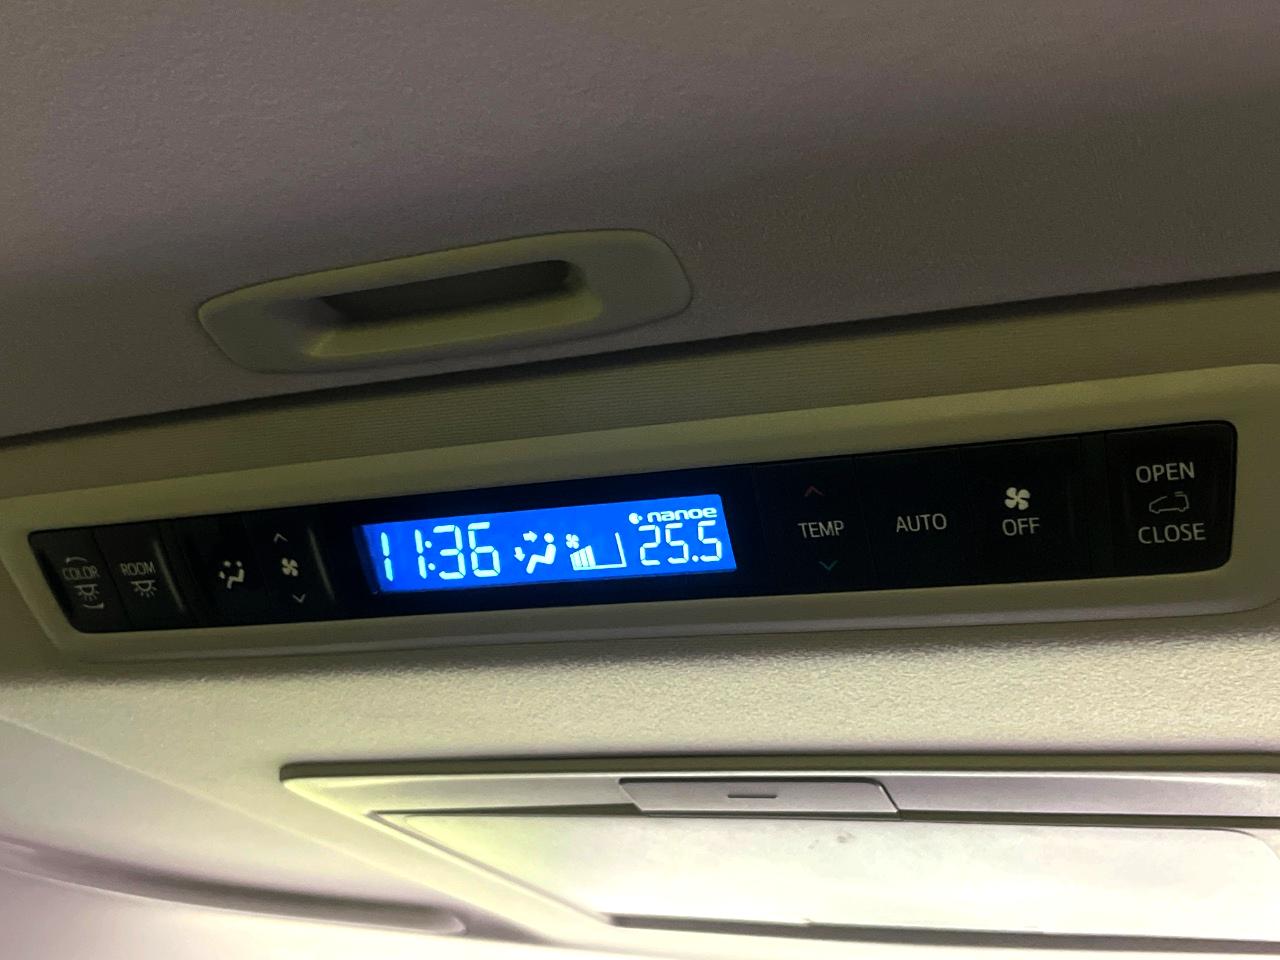 COLOR
ROOM
11:36
nanoe
25.5
TEMP
AUTO
OFF
OPEN
CLOSE